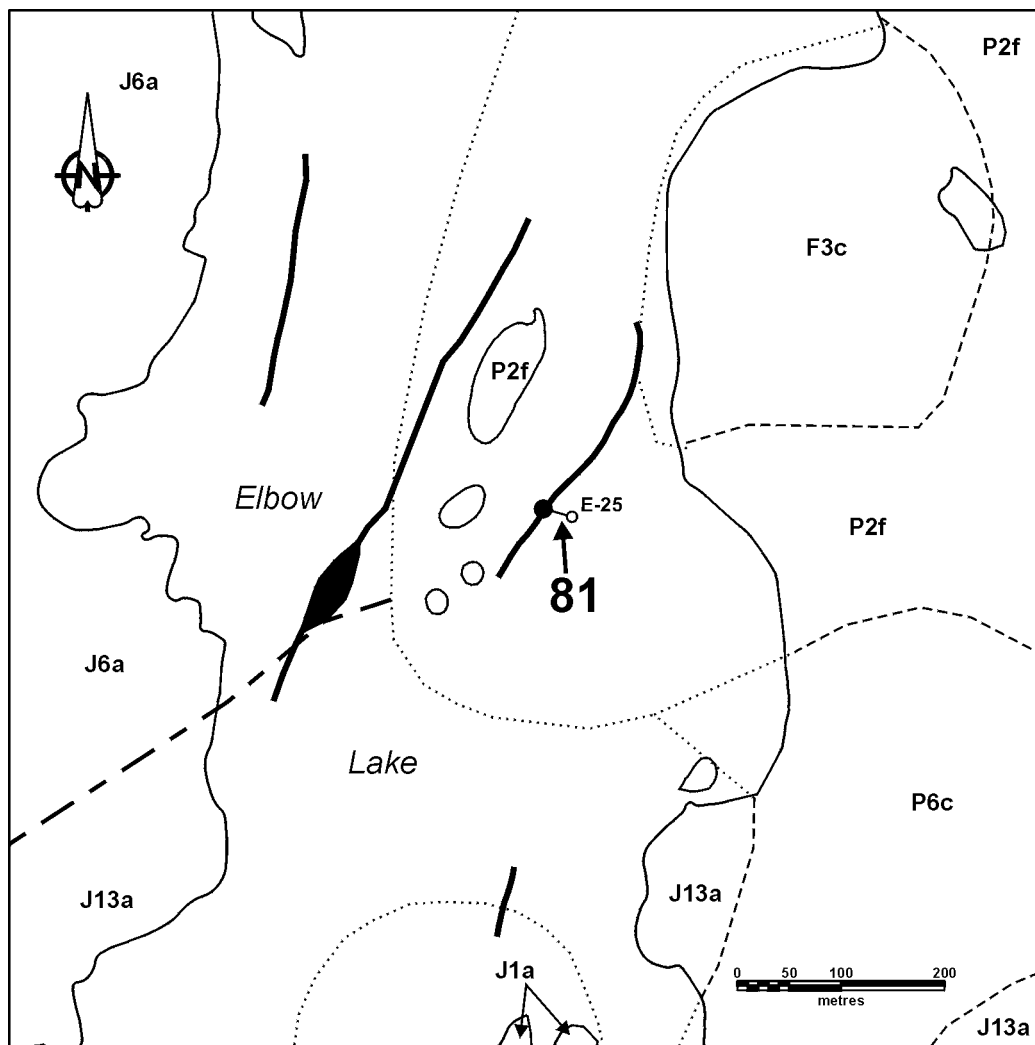 P2f
J6a
N
F3c
P2f
Elbow
E-25
P2f
81
J6a
Lake
P6c
J13a
J13a
J1a
0 50 100 200
metres
J13a